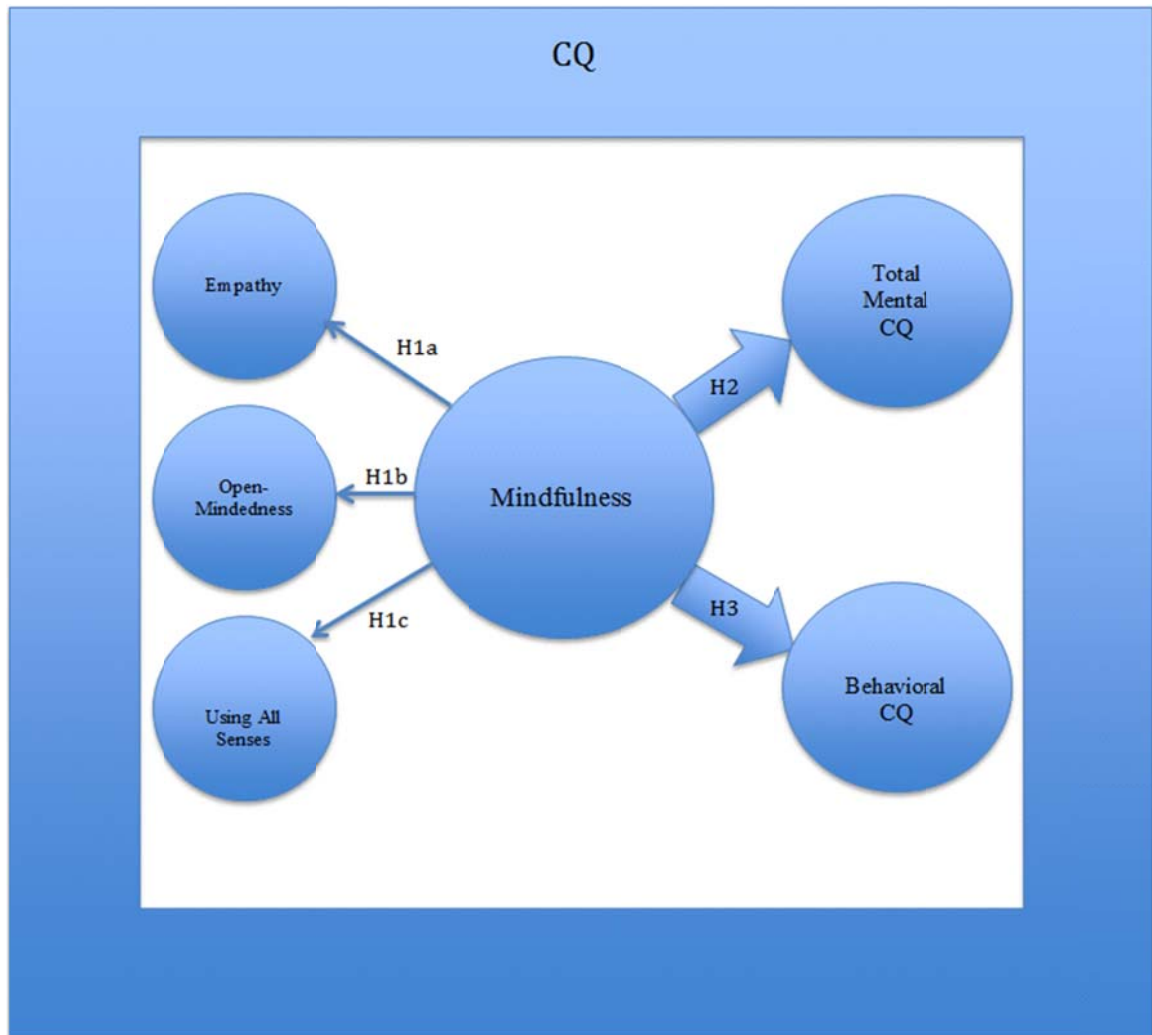 CQ
Empathy
H1a
Total
Mental
CQ
H2
Open-
Mindedness
H1b
Mindfulness
H1c
H3
Using All
Senses
Behavioral
CQ